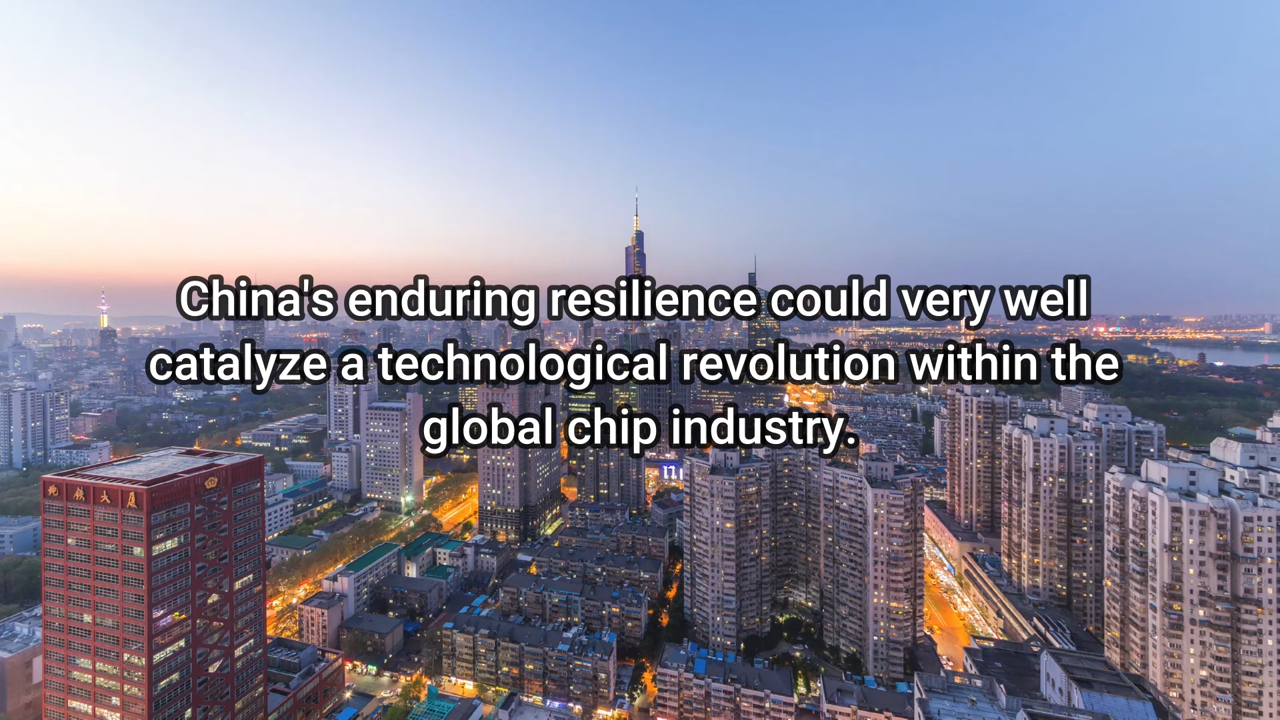 China's enduring resilience could very well
catalyze a technological revolution within the
global chip industry.